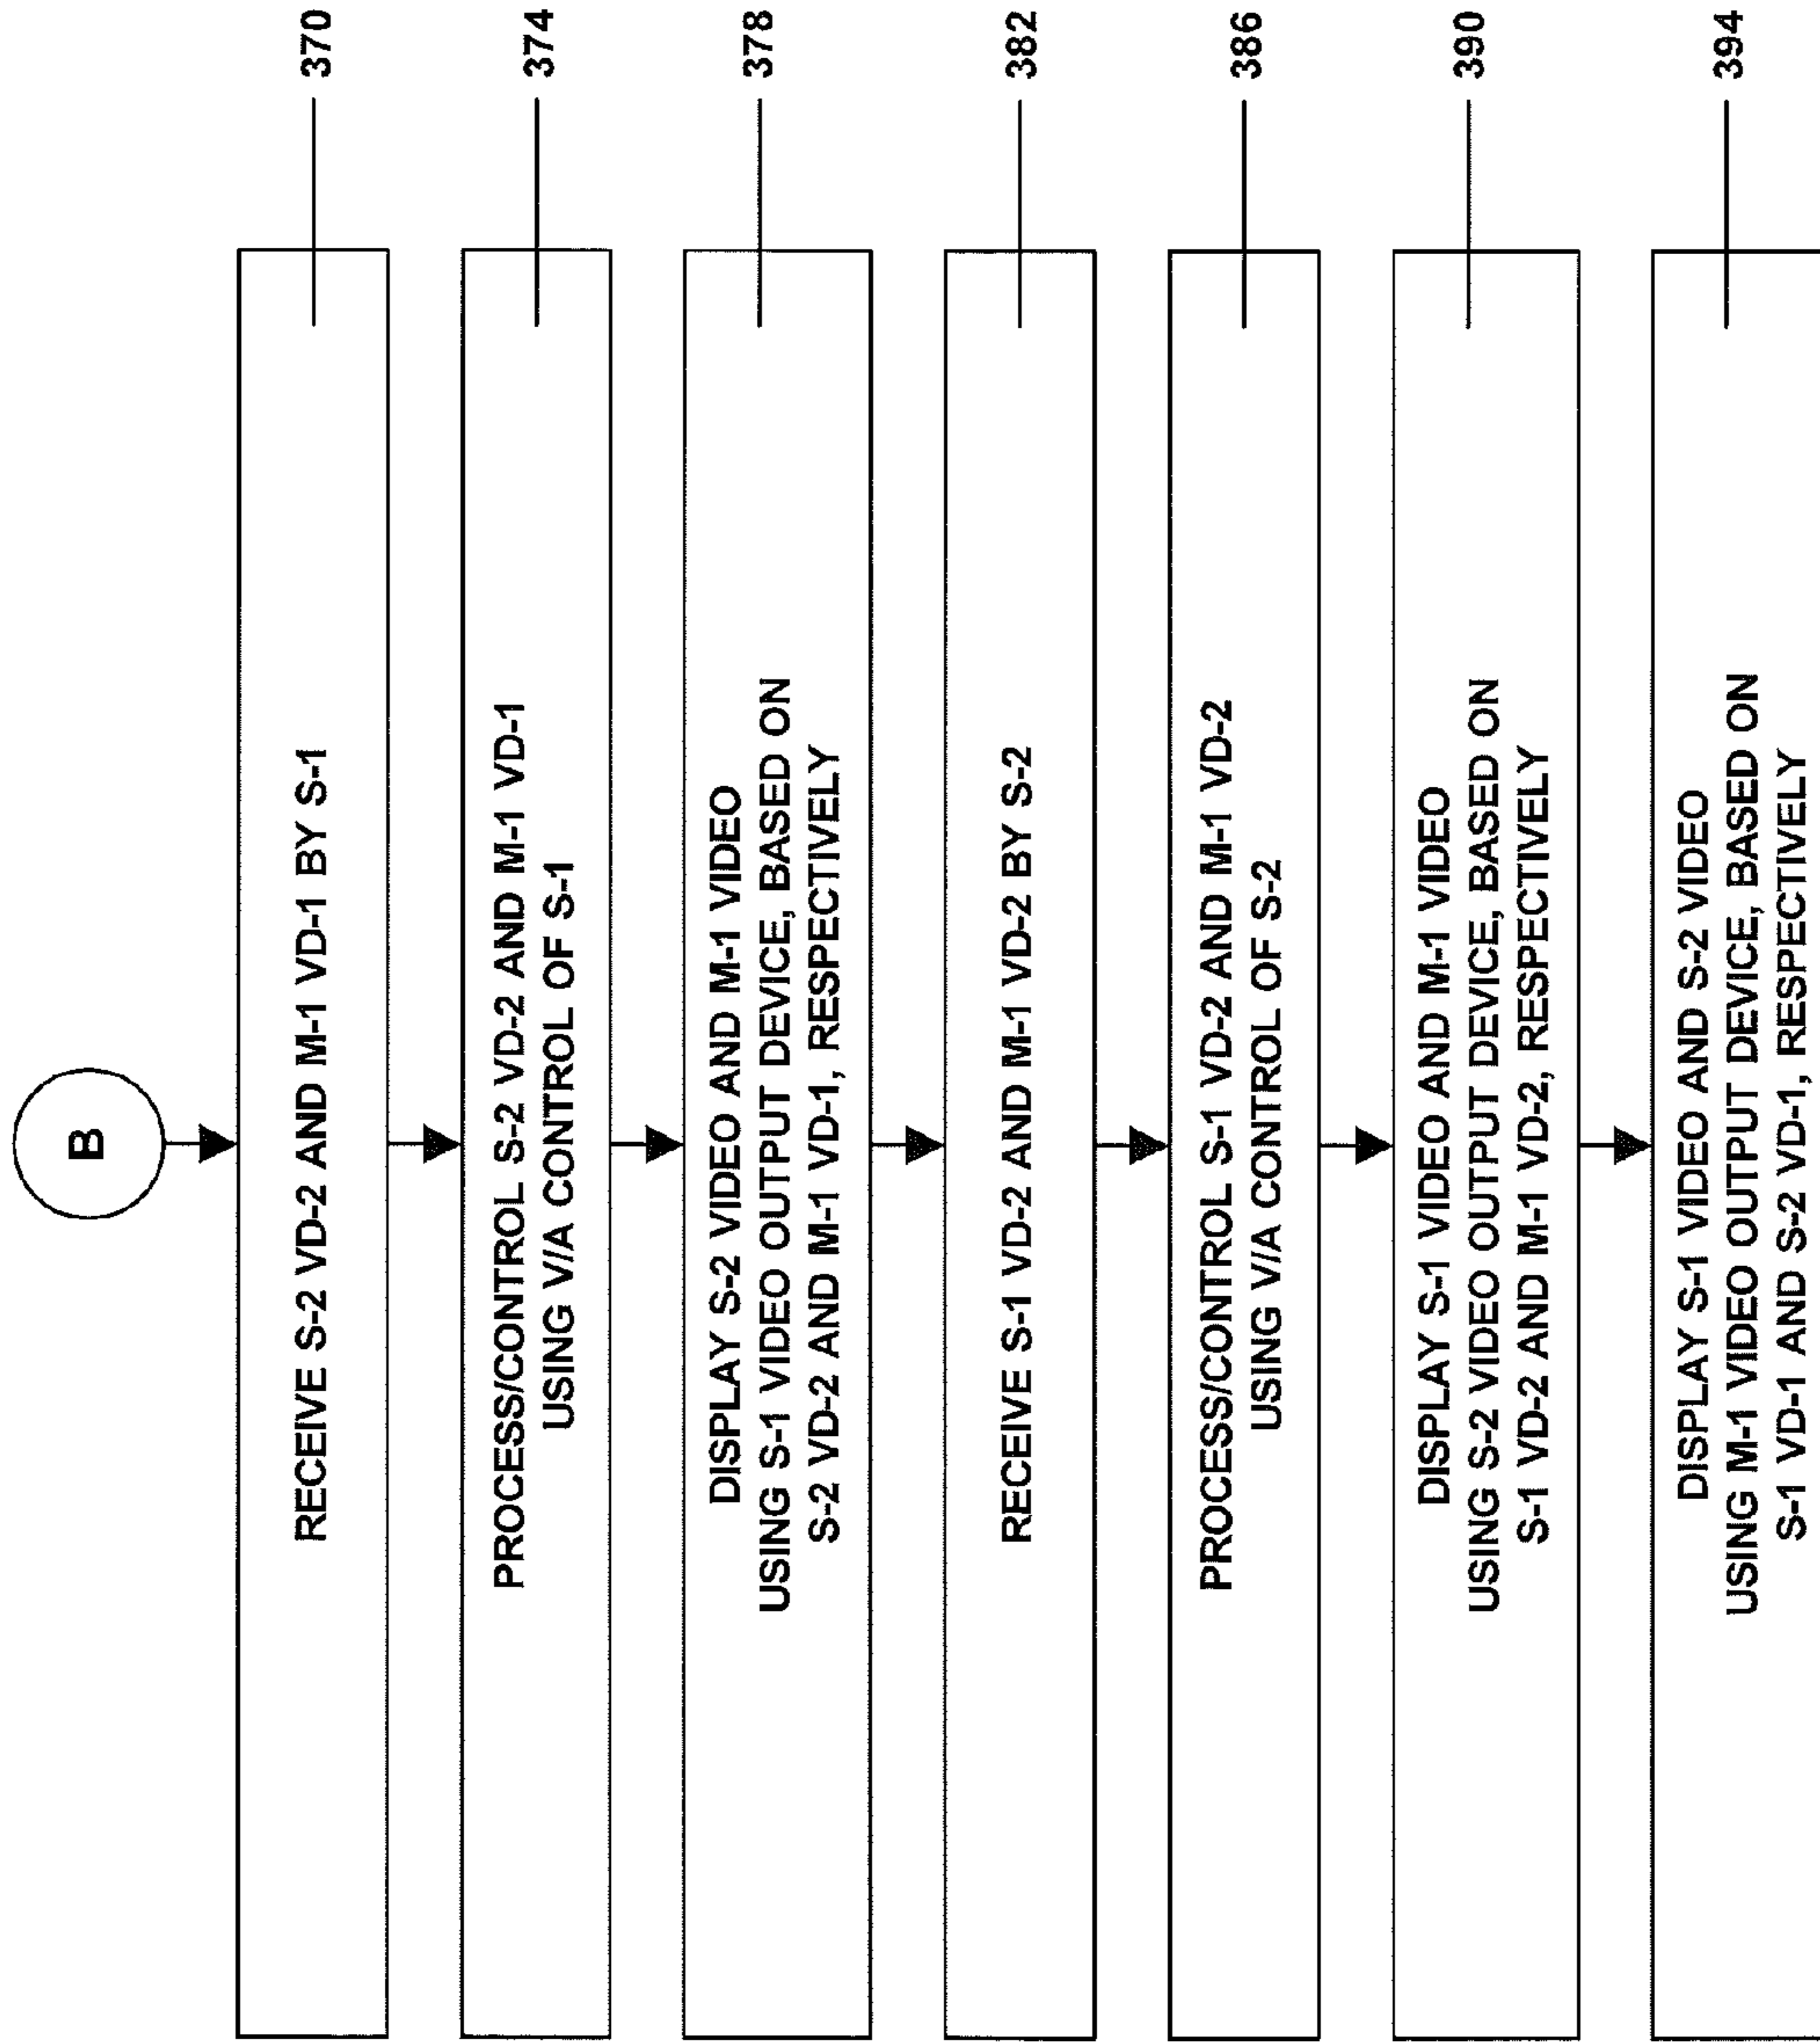 B
RECEIVE S-2 VD-2 AND M-1 VD-1 BY S-1
370
PROCESS/CONTROL S-2 VD-2 AND M-1 VD-1
USING V/A CONTROL OF S-1
374
DISPLAY S-2 VIDEO AND M-1 VIDEO
USING S-1 VIDEO OUTPUT DEVICE, BASED ON
S-2 VD-2 AND M-1 VD-1, RESPECTIVELY
378
RECEIVE S-1 VD-2 AND M-1 VD-2 BY S-2
382
PROCESS/CONTROL S-1 VD-2 AND M-1 VD-2
USING V/A CONTROL OF S-2
386
DISPLAY S-1 VIDEO AND M-1 VIDEO
USING S-2 VIDEO OUTPUT DEVICE, BASED ON
S-1 VD-2 AND M-1 VD-2, RESPECTIVELY
390
DISPLAY S-1 VIDEO AND S-2 VIDEO
USING M-1 VIDEO OUTPUT DEVICE, BASED ON
S-1 VD-1 AND S-2 VD-1, RESPECTIVELY
394